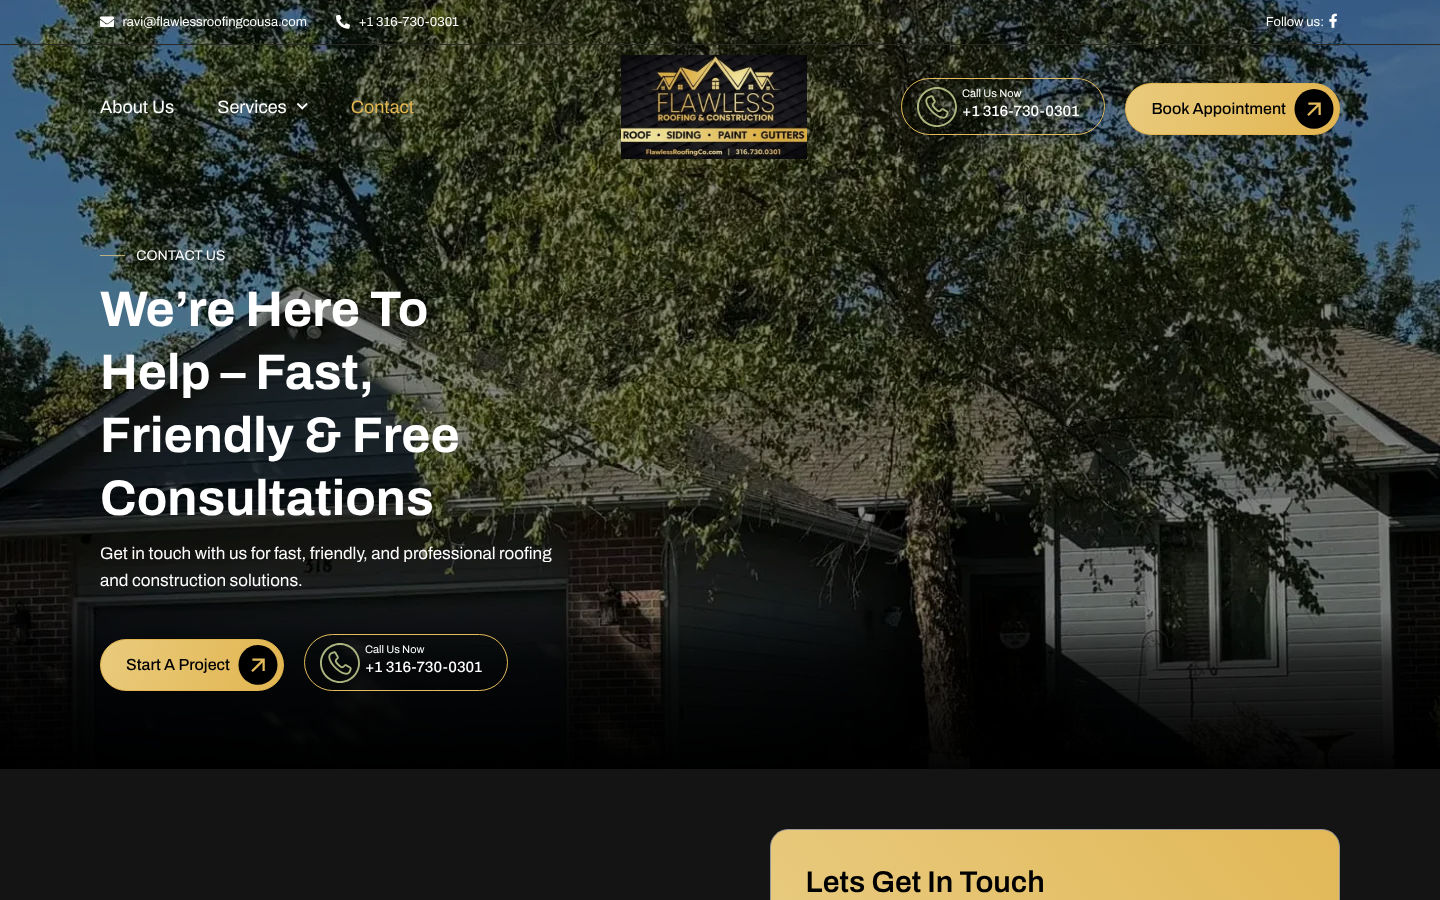 ravi@flawlessroofingcousa.com
+1 316-730-0301
Follow us:
About Us
Services
Contact
FLAWLESS
ROOFING & CONSTRUCTION
ROOF • SIDING • PAINT • GUTTERS
FlawlessRoofingCo.com | 316.730.0301
Call Us Now
+1 316-730-0301
Book Appointment
CONTACT US
We’re Here To
Help – Fast,
Friendly & Free
Consultations
Get in touch with us for fast, friendly, and professional roofing
and construction solutions.
318
Start A Project
Call Us Now
+1 316-730-0301
Lets Get In Touch